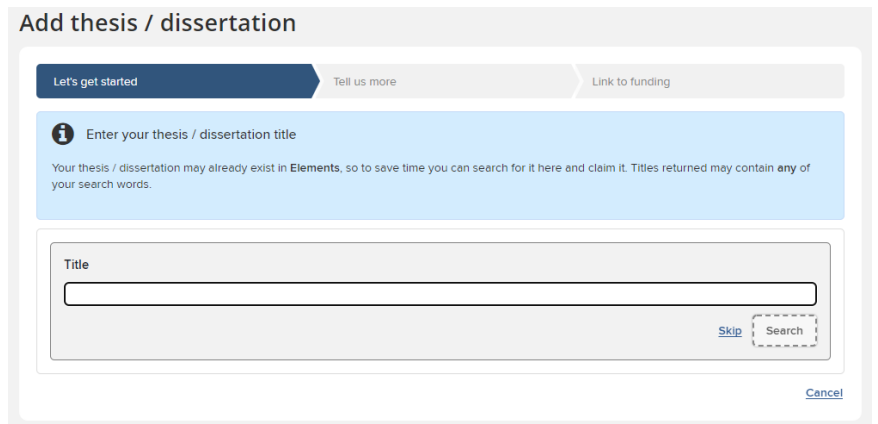 Add thesis / dissertation
Let's get started
Tell us more
Link to funding
Enter your thesis / dissertation title
Your thesis / dissertation may already exist in Elements, so to save time you can search for it here and claim it. Titles returned may contain any of
your search words.
Title
Skip
Search
Cancel